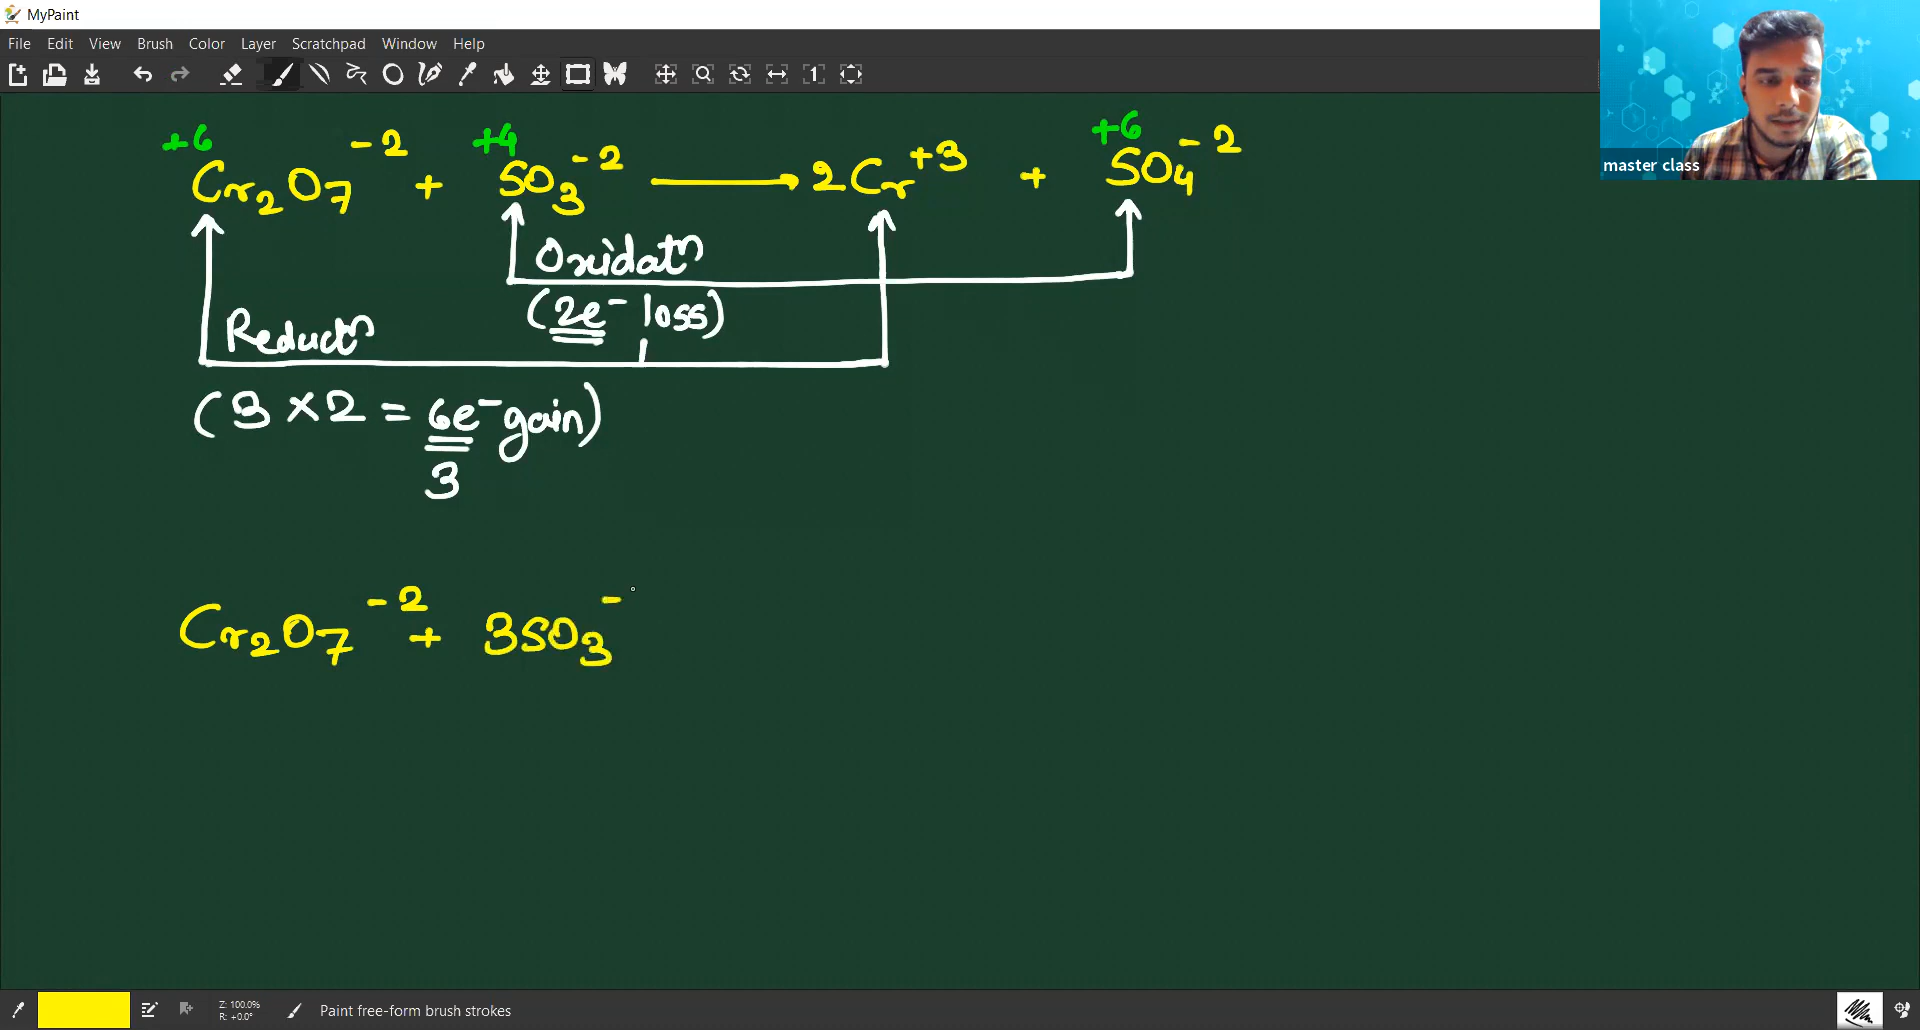 MyPaint
File Edit View Brush Color Layer Scratchpad Window Help
1
master class
+6 +4 +6
Cr₂O₇⁻² + SO₃⁻² ⟶ 2Cr⁺³ + SO₄⁻²
Oxidatⁿ
(2e⁻ loss)
Reductⁿ
(3 × 2 = 6e⁻ gain)
3
Cr₂O₇⁻² + 3SO₃⁻
Z: 100.0%
R: +0.0°
Paint free-form brush strokes